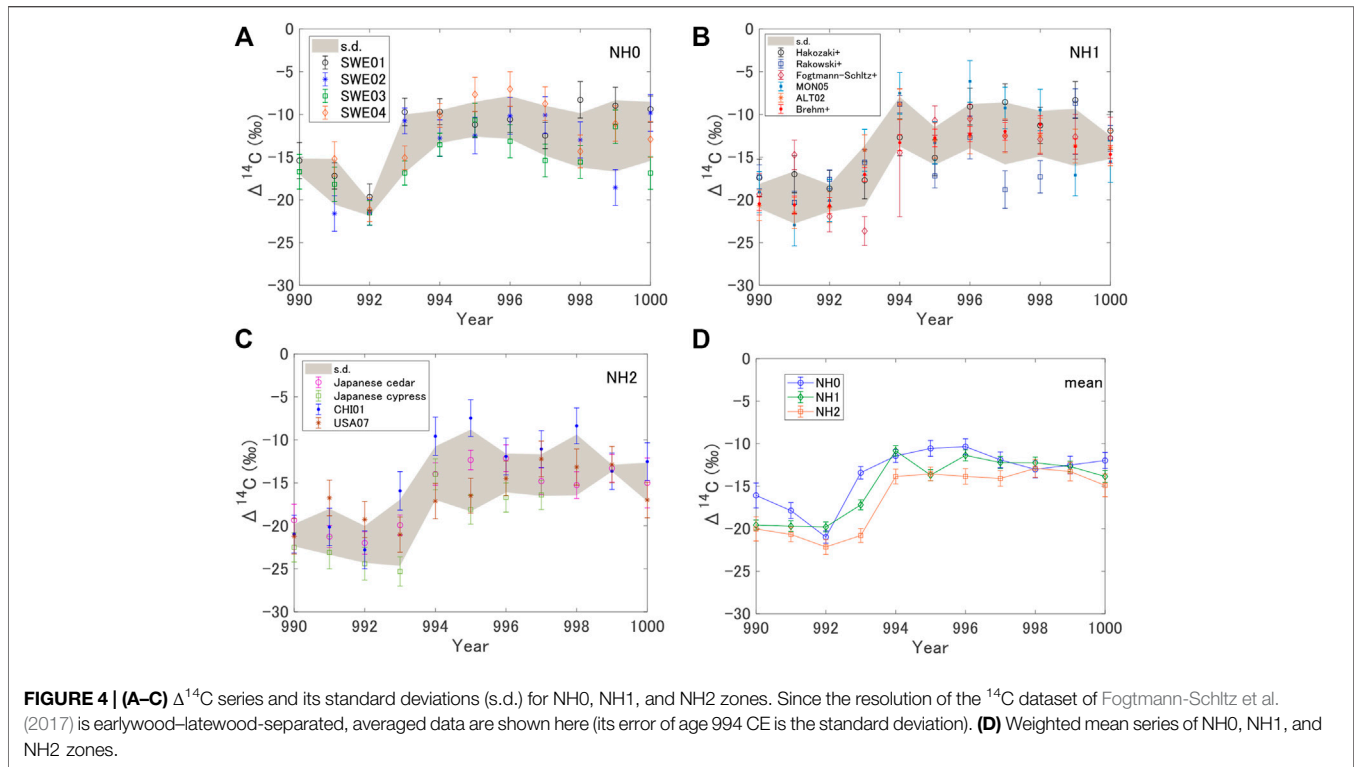 A
NH0
s.d.
SWE01
SWE02
SWE03
SWE04
0
−5
−10
−15
−20
−25
−30
Δ ¹⁴C (‰)
990 992 994 996 998 1000
Year
B
NH1
s.d.
Hakozaki+
Rakowski+
Fogtmann-Schltz+
MON05
ALT02
Brehm+
0
−5
−10
−15
−20
−25
−30
Δ ¹⁴C (‰)
990 992 994 996 998 1000
Year
C
NH2
s.d.
Japanese cedar
Japanese cypress
CHI01
USA07
0
−5
−10
−15
−20
−25
−30
Δ ¹⁴C (‰)
990 992 994 996 998 1000
Year
D
mean
NH0
NH1
NH2
0
−5
−10
−15
−20
−25
−30
Δ ¹⁴C (‰)
990 992 994 996 998 1000
Year
FIGURE 4 | (A–C) Δ¹⁴C series and its standard deviations (s.d.) for NH0, NH1, and NH2 zones. Since the resolution of the ¹⁴C dataset of Fogtmann-Schltz et al.
(2017) is earlywood–latewood-separated, averaged data are shown here (its error of age 994 CE is the standard deviation). (D) Weighted mean series of NH0, NH1, and
NH2 zones.